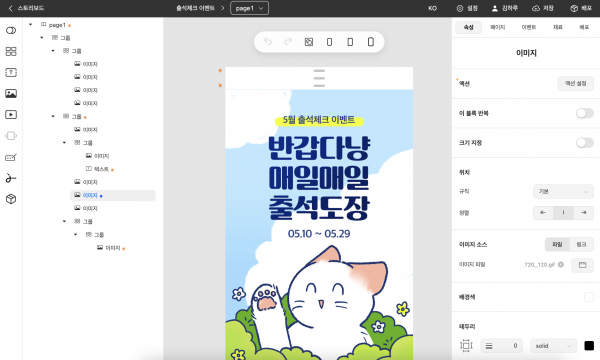 스토리보드
출석체크 이벤트
page1
KO
설정
김하루
저장
배포
page1
그룹
그룹
이미지
이미지
이미지
이미지
그룹
이미지
그룹
이미지
텍스트
이미지
이미지
이미지
그룹
그룹
이미지
5월 출석체크 이벤트
반갑다냥
매일매일
출석도장
05.10 ~ 05.29
속성 페이지 이벤트 재료 배포
이미지
액션
액션 설정
이 블록 반복
크기 지정
위치
규칙
기본
정렬
이미지 소스
파일 링크
이미지 파일
720_120.gif
배경색
테두리
0
solid